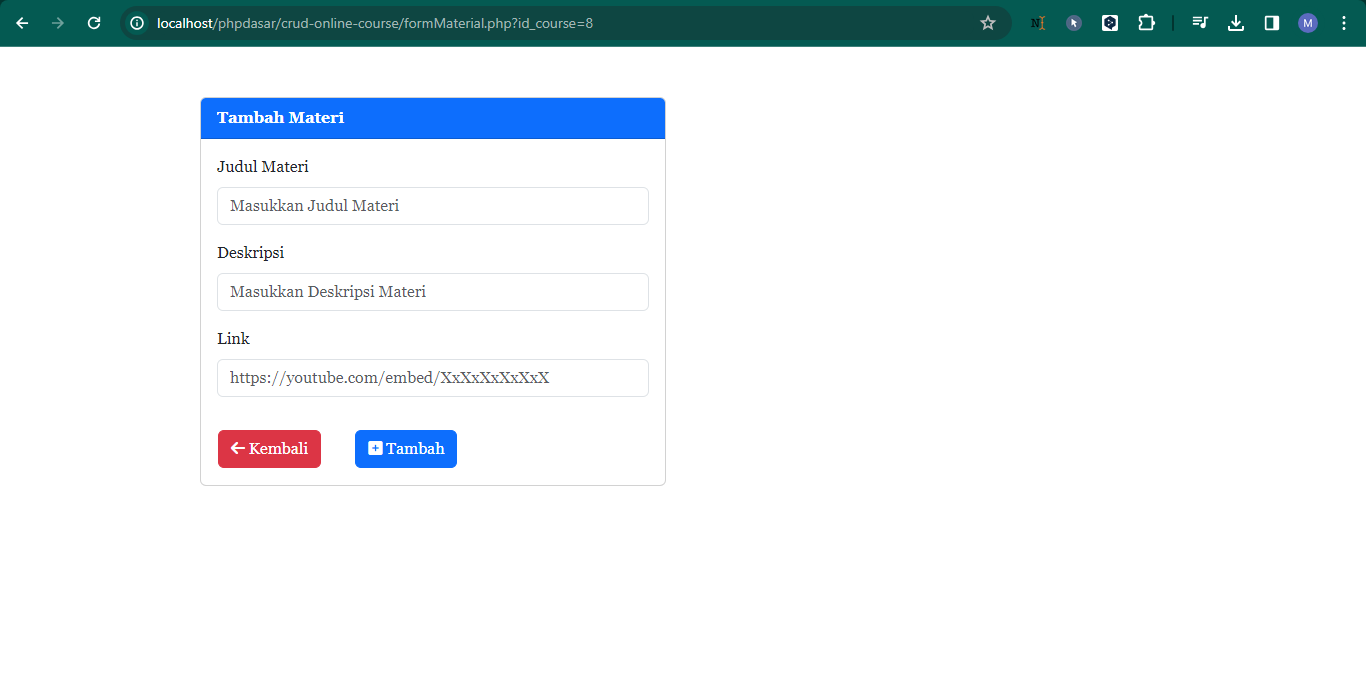 localhost/phpdasar/crud-online-course/formMaterial.php?id_course=8
M
Tambah Materi
Judul Materi
Masukkan Judul Materi
Deskripsi
Masukkan Deskripsi Materi
Link
https://youtube.com/embed/XxXxXxXxXxX
Kembali
Tambah